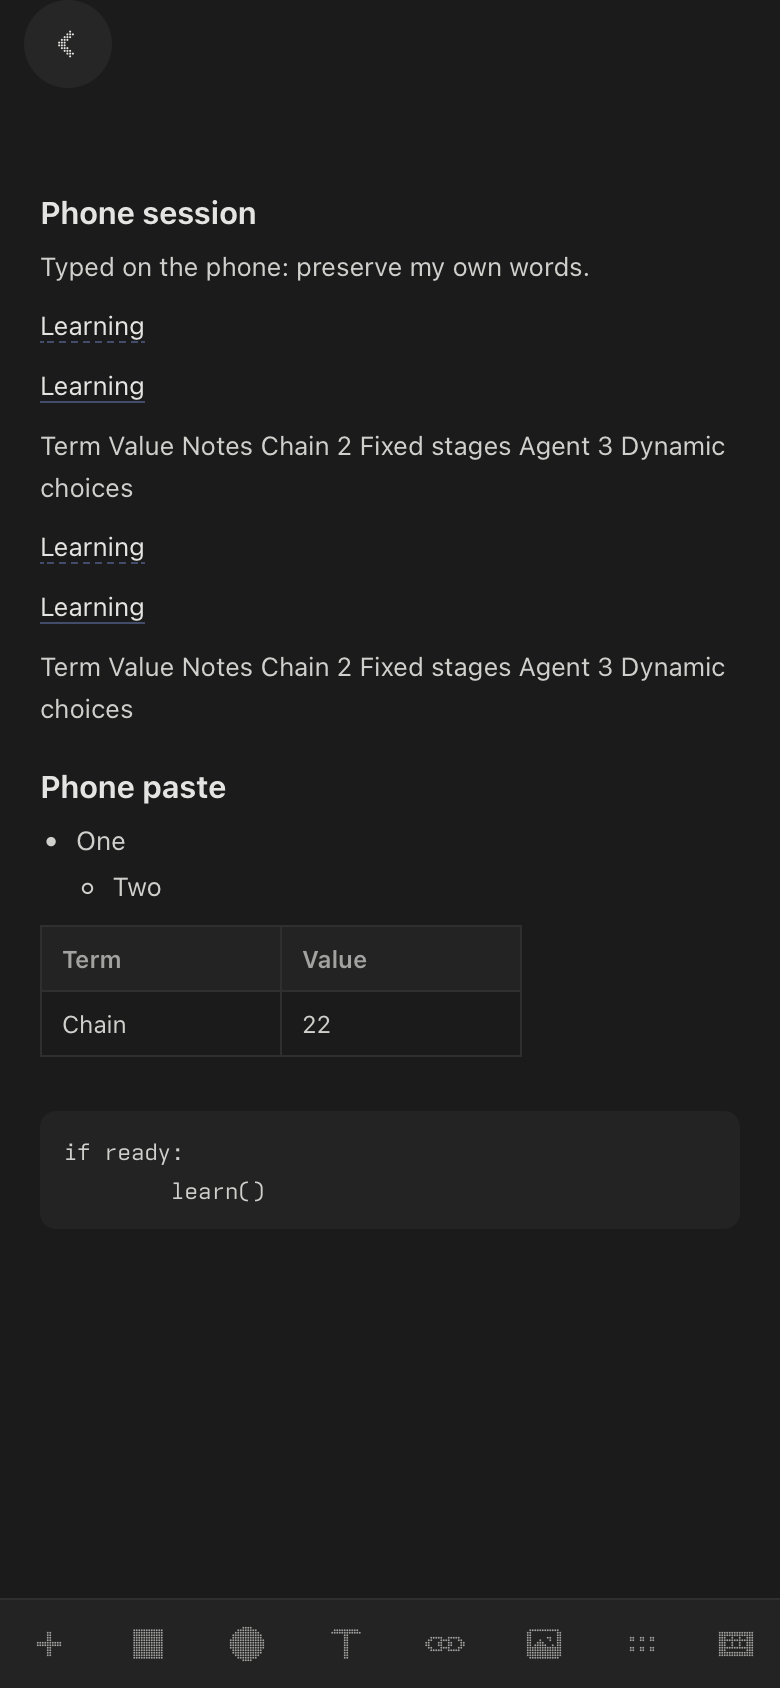 Phone session
Typed on the phone: preserve my own words.
Learning
Learning
Term Value Notes Chain 2 Fixed stages Agent 3 Dynamic
choices
Learning
Learning
Term Value Notes Chain 2 Fixed stages Agent 3 Dynamic
choices
Phone paste
One
Two
Term Value
Chain 22
if ready:
learn()